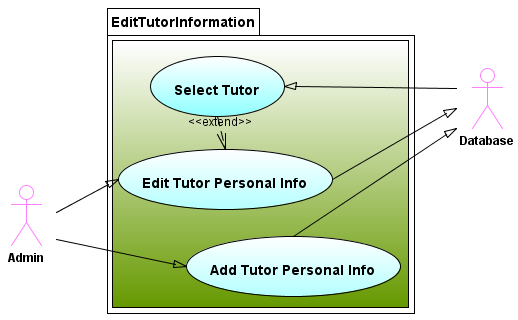 EditTutorInformation
Select Tutor
<<extend>>
Database
Edit Tutor Personal Info
Admin
Add Tutor Personal Info